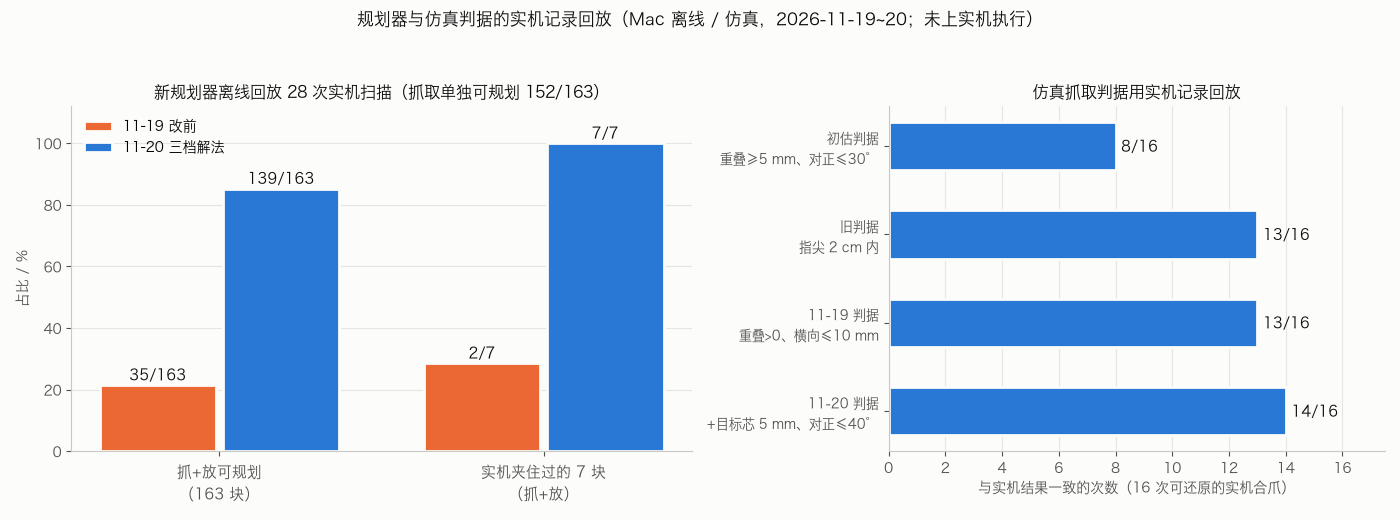 规划器与仿真判据的实机记录回放（Mac 离线 / 仿真，2026-11-19~20；未上实机执行）
新规划器离线回放 28 次实机扫描（抓取单独可规划 152/163）
11-19 改前
11-20 三档解法
占比 / %
100
80
60
40
20
0
35/163
139/163
2/7
7/7
抓+放可规划
（163 块）
实机夹住过的 7 块
（抓+放）
仿真抓取判据用实机记录回放
初估判据
重叠≥5 mm、对正≤30°
8/16
旧判据
指尖 2 cm 内
13/16
11-19 判据
重叠>0、横向≤10 mm
13/16
11-20 判据
+目标芯 5 mm、对正≤40°
14/16
0 2 4 6 8 10 12 14 16
与实机结果一致的次数（16 次可还原的实机合爪）